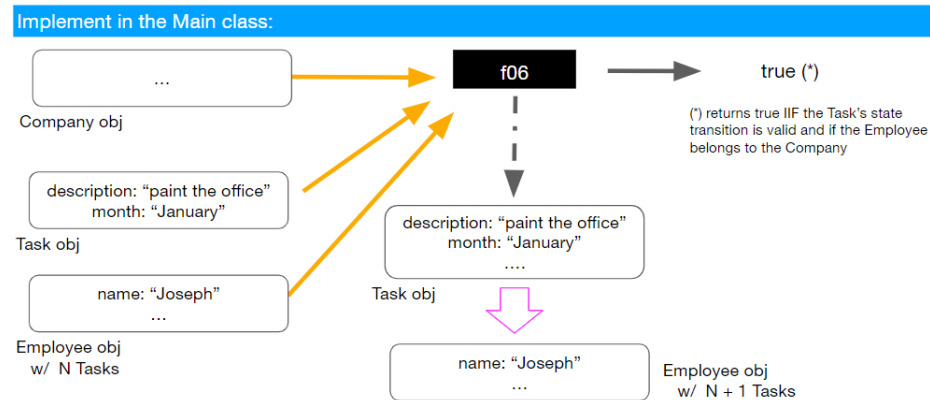 Implement in the Main class:
...
Company obj
description: “paint the office”
month: “January”
Task obj
name: “Joseph”
...
Employee obj
w/ N Tasks
f06
true (*)
(*) returns true IIF the Task's state
transition is valid and if the Employee
belongs to the Company
description: “paint the office”
month: “January”
....
Task obj
name: “Joseph”
...
Employee obj
w/ N + 1 Tasks